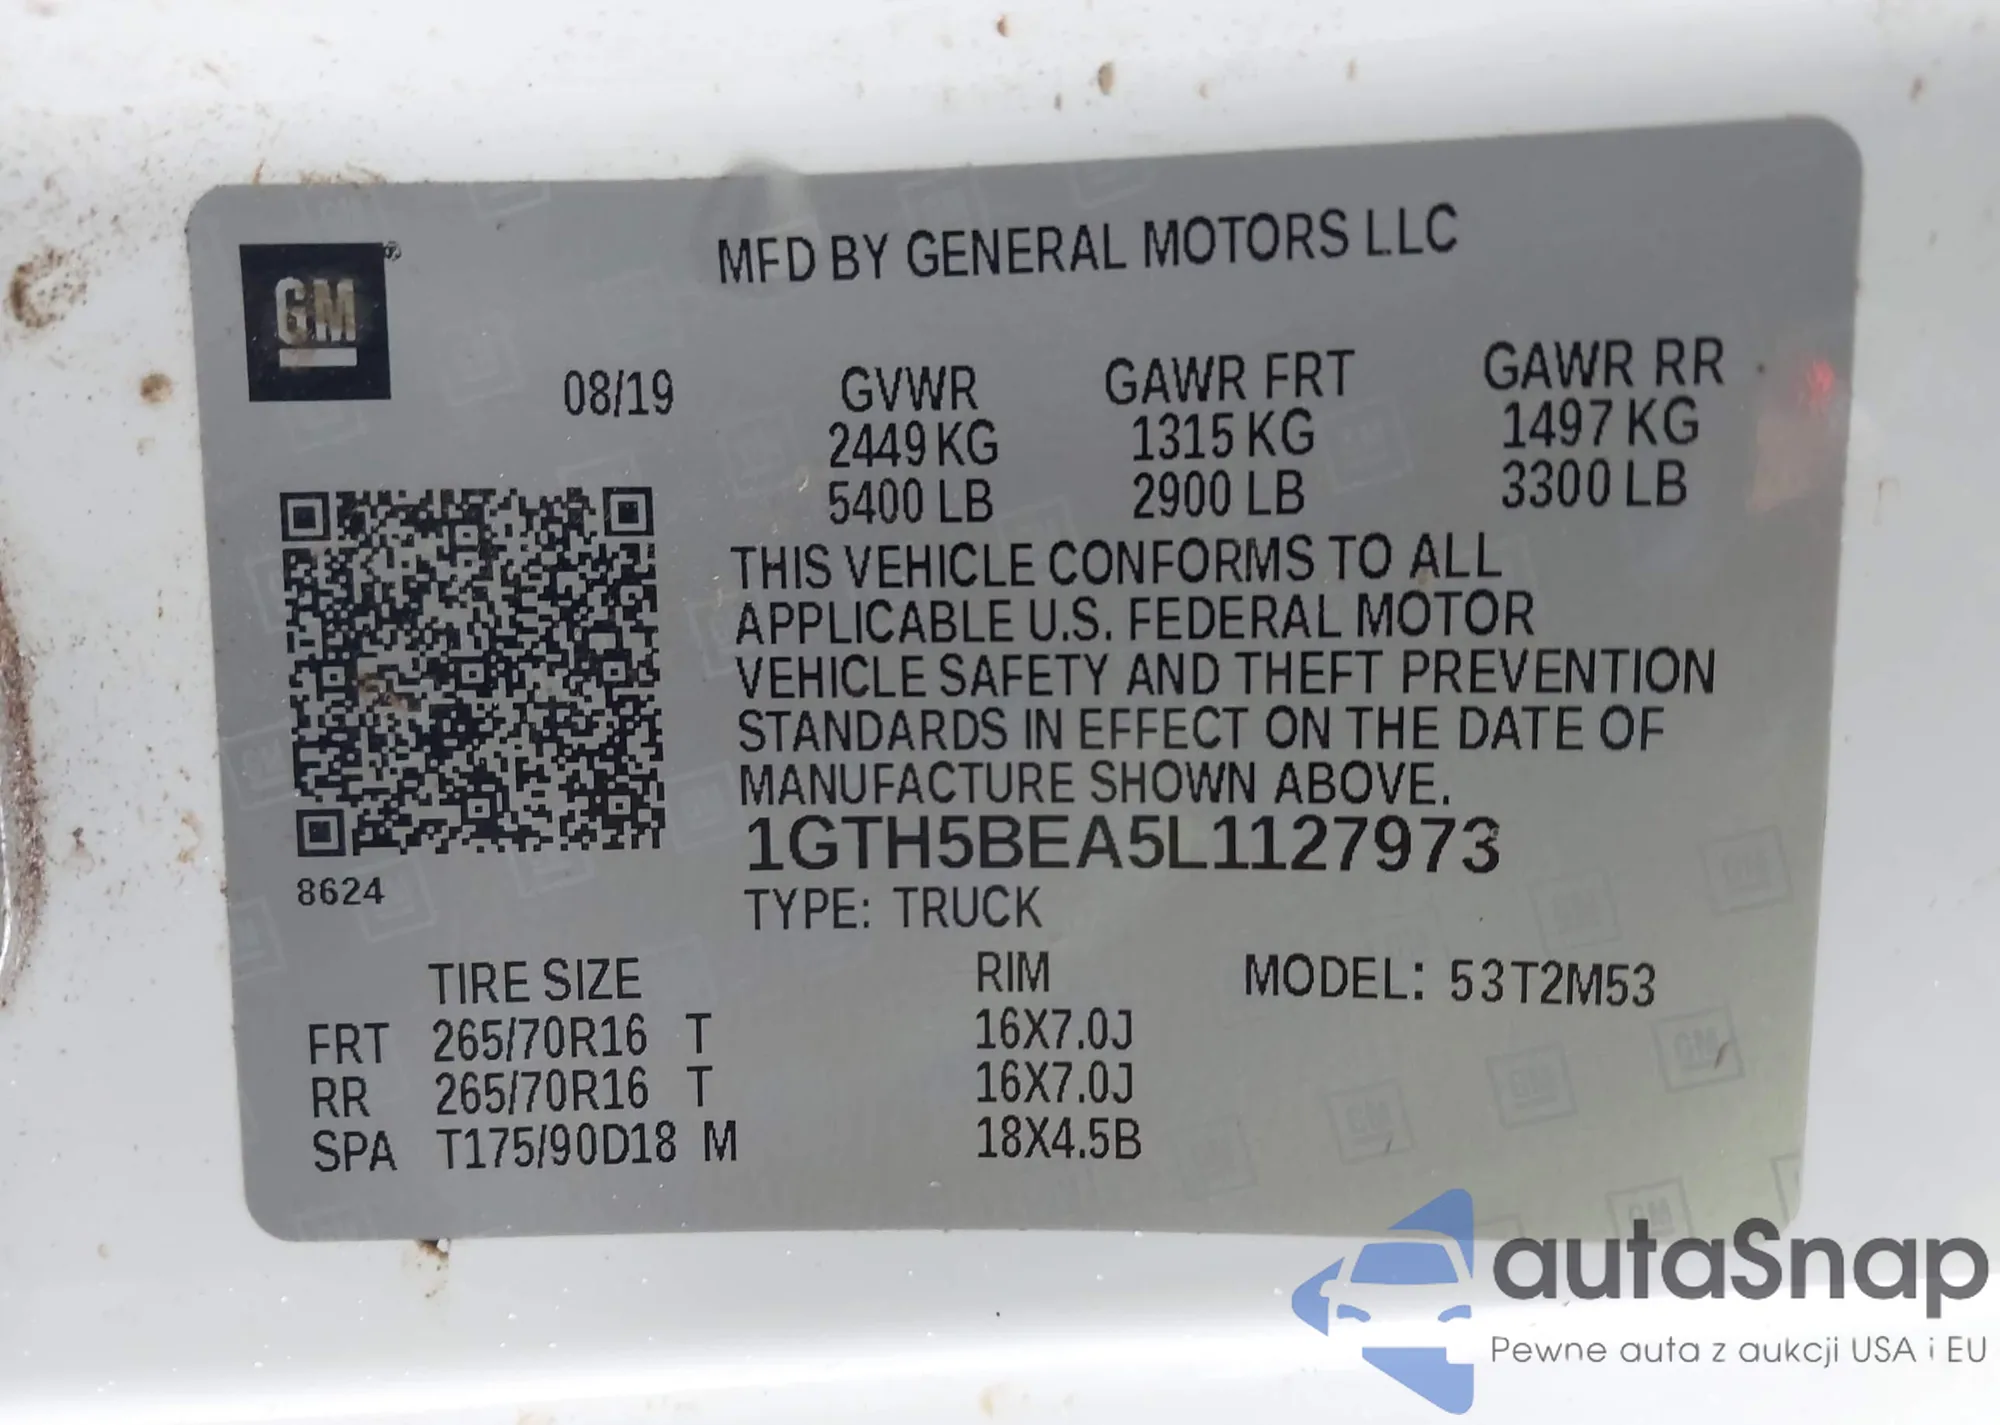 GM®
MFD BY GENERAL MOTORS LLC
08/19
GVWR
2449 KG
5400 LB
GAWR FRT
1315 KG
2900 LB
GAWR RR
1497 KG
3300 LB
THIS VEHICLE CONFORMS TO ALL
APPLICABLE U.S. FEDERAL MOTOR
VEHICLE SAFETY AND THEFT PREVENTION
STANDARDS IN EFFECT ON THE DATE OF
MANUFACTURE SHOWN ABOVE.
1GTH5BEA5L1127973
8624
TYPE: TRUCK
TIRE SIZE RIM MODEL: 53T2M53
FRT 265/70R16 T 16X7.0J
RR 265/70R16 T 16X7.0J
SPA T175/90D18 M 18X4.5B
autaSnap
Pewne auta z aukcji USA i EU